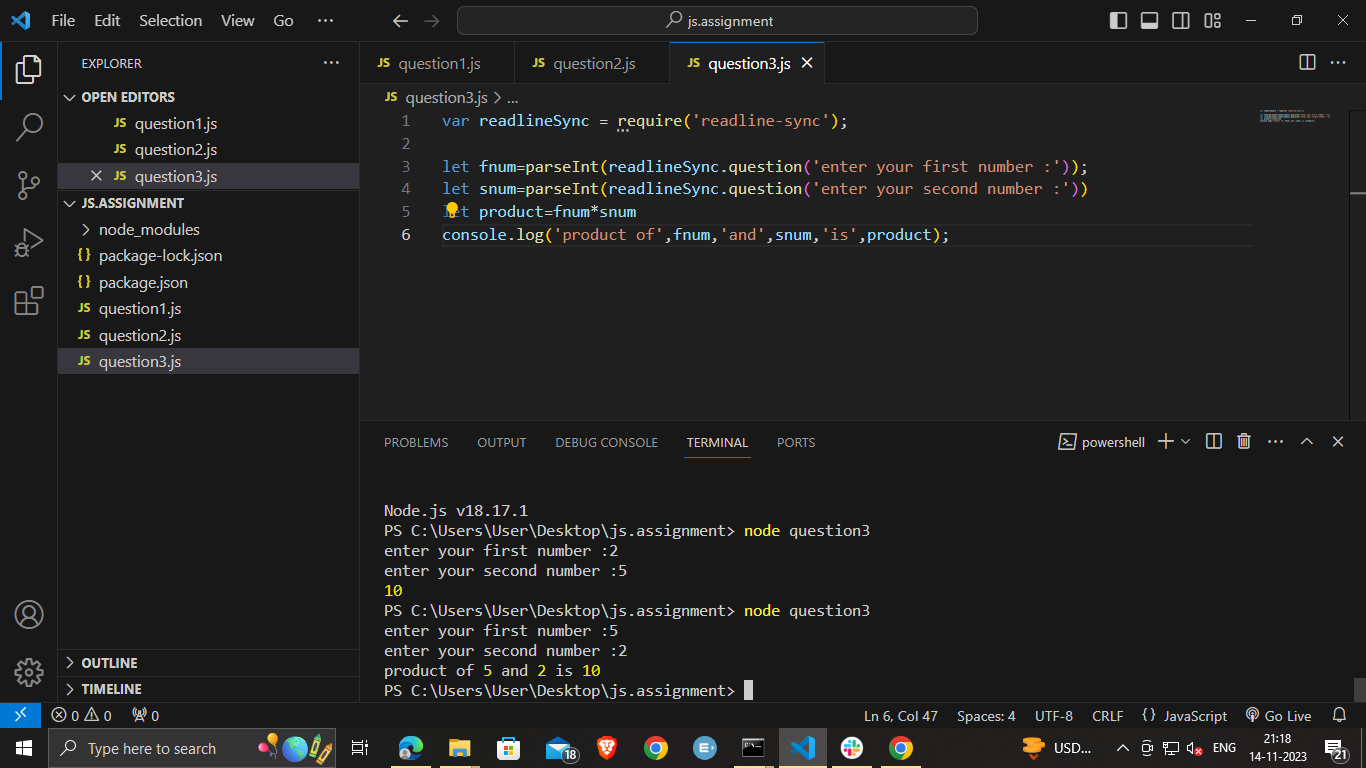 File Edit Selection View Go ··· js.assignment
EXPLORER ···
OPEN EDITORS
JS question1.js
JS question2.js
JS question3.js
JS.ASSIGNMENT
node_modules
{} package-lock.json
{} package.json
JS question1.js
JS question2.js
JS question3.js
OUTLINE
TIMELINE
JS question1.js JS question2.js JS question3.js
JS question3.js > ...
1 var readlineSync = require('readline-sync');
2
3 let fnum=parseInt(readlineSync.question('enter your first number :'));
4 let snum=parseInt(readlineSync.question('enter your second number :'))
5 let product=fnum*snum
6 console.log('product of',fnum,'and',snum,'is',product);
PROBLEMS OUTPUT DEBUG CONSOLE TERMINAL PORTS powershell
Node.js v18.17.1
PS C:\Users\User\Desktop\js.assignment> node question3
enter your first number :2
enter your second number :5
10
PS C:\Users\User\Desktop\js.assignment> node question3
enter your first number :5
enter your second number :2
product of 5 and 2 is 10
PS C:\Users\User\Desktop\js.assignment>
0 0 0 Ln 6, Col 47 Spaces: 4 UTF-8 CRLF {} JavaScript Go Live
Type here to search 18 USD... ENG 21:18
14-11-2023 21